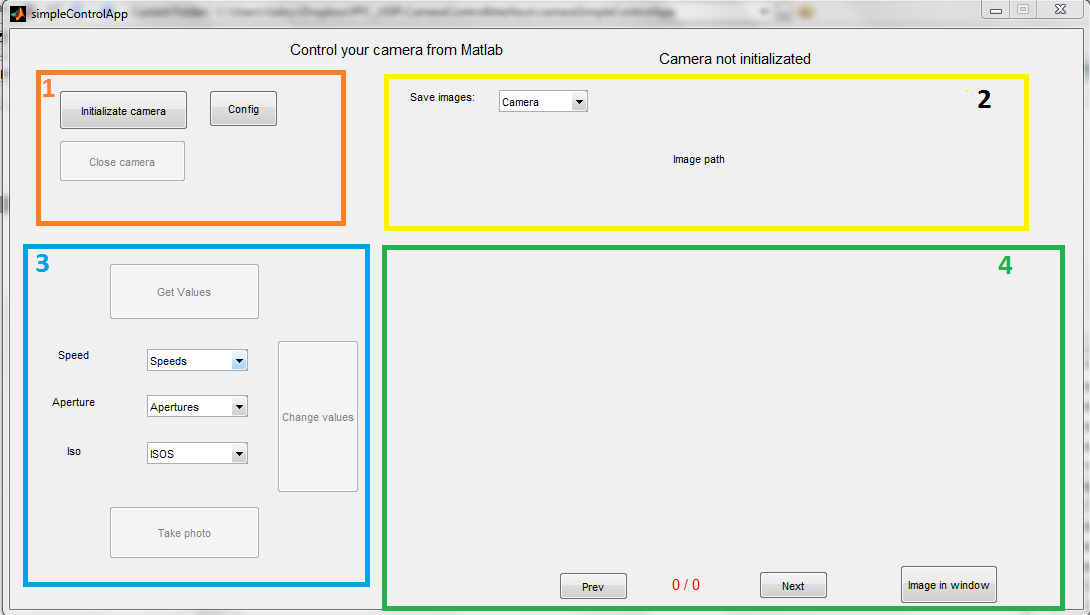 simpleControlApp
Control your camera from Matlab
Camera not initializated
1
Initializate camera
Config
Close camera
2
Save images:
Camera
Image path
3
Get Values
Speed
Speeds
Aperture
Apertures
Iso
ISOS
Change values
Take photo
4
Prev
0 / 0
Next
Image in window